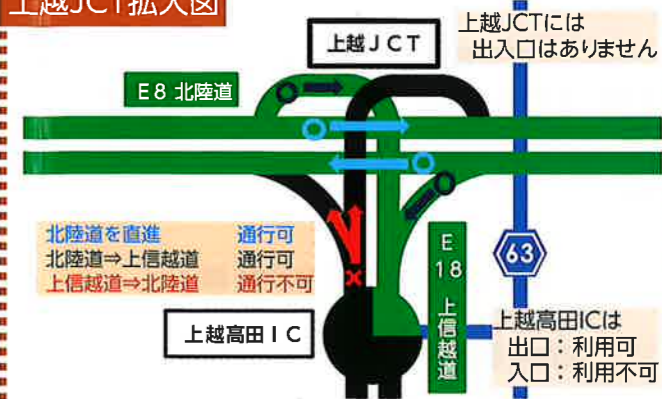 上越JCT拡大図
上越JCTには
出入口はありません
上越JCT
E8 北陸道
北陸道を直進 通行可
北陸道⇒上信越道 通行可
上信越道⇒北陸道 通行不可
E
18
上信越道
63
上越高田IC
上越高田ICは
出口：利用可
入口：利用不可